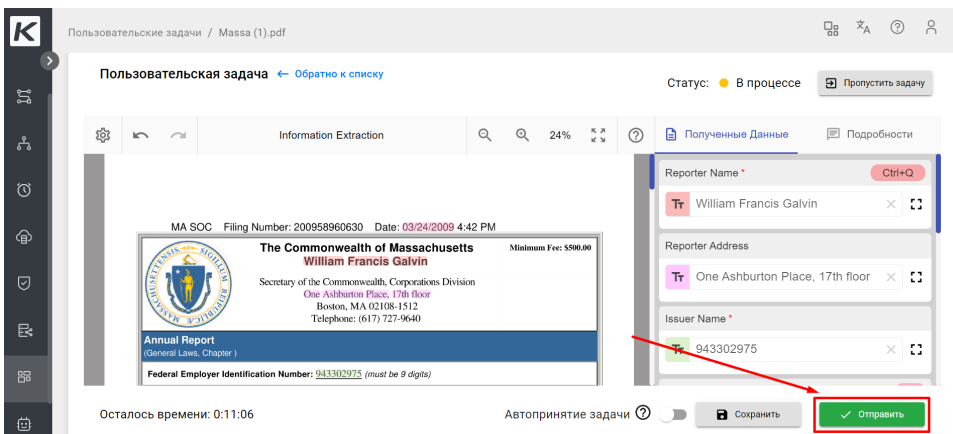 K
Пользовательские задачи / Massa (1).pdf
Пользовательская задача ← Обратно к списку
Статус: В процессе
Пропустить задачу
Information Extraction
24%
Полученные Данные
Подробности
MA SOC Filing Number: 200958960630 Date: 03/24/2009 4:42 PM
The Commonwealth of Massachusetts
Minimum Fee: $500.00
William Francis Galvin
Secretary of the Commonwealth, Corporations Division
One Ashburton Place, 17th floor
Boston, MA 02108-1512
Telephone: (617) 727-9640
Annual Report
(General Laws, Chapter )
Federal Employer Identification Number: 943302975 (must be 9 digits)
Reporter Name *
Ctrl+Q
William Francis Galvin
Reporter Address
One Ashburton Place, 17th floor
Issuer Name *
943302975
Осталось времени: 0:11:06
Автопринятие задачи
Сохранить
Отправить